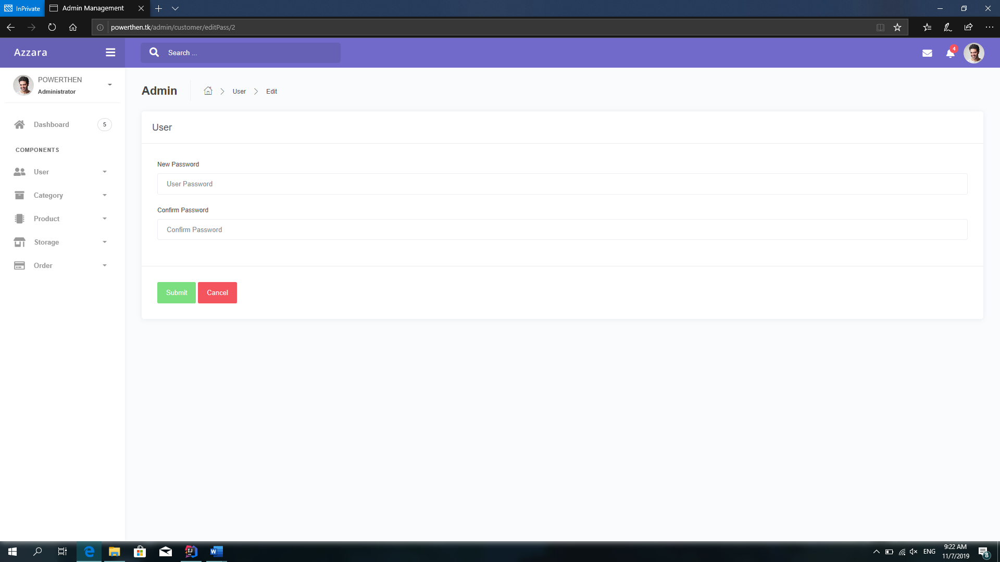 InPrivate
Admin Management
powerthen.tk/admin/customer/editPass/2
Azzara
Search ...
4
POWERTHEN
Administrator
Admin
User
Edit
Dashboard
5
COMPONENTS
User
Category
Product
Storage
Order
User
New Password
User Password
Confirm Password
Confirm Password
Submit
Cancel
ENG
9:22 AM
11/7/2019
8